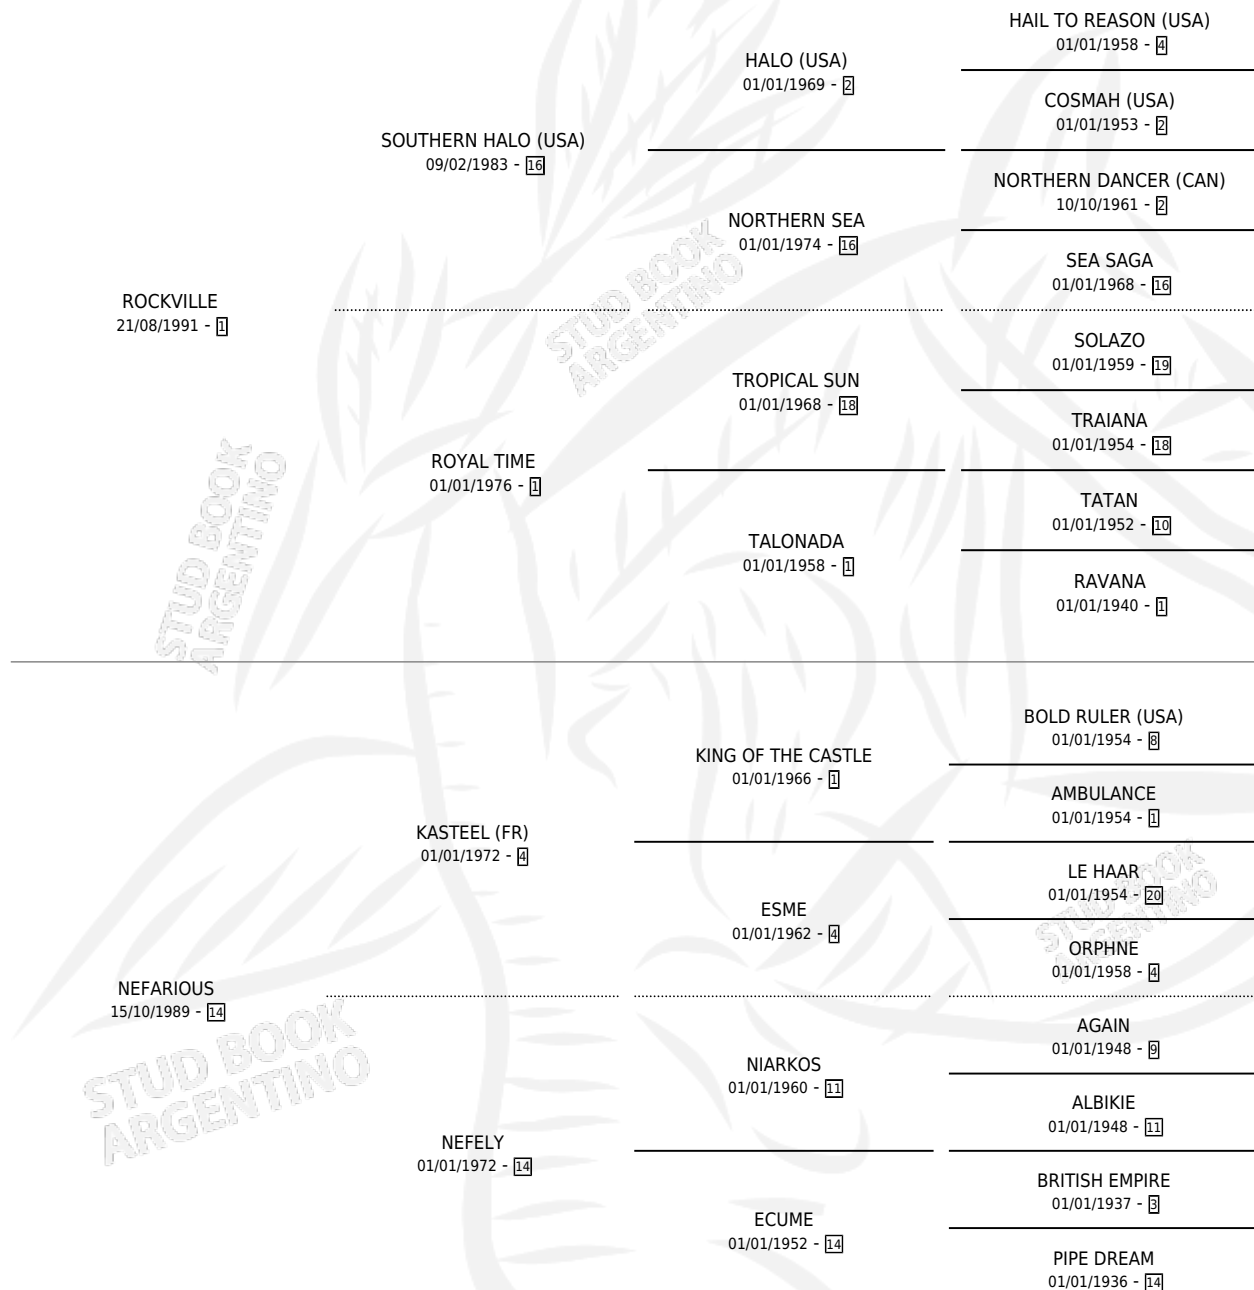 HAIL TO REASON (USA)
01/01/1958 - 4
HALO (USA)
01/01/1969 - 2
COSMAH (USA)
01/01/1953 - 2
SOUTHERN HALO (USA)
09/02/1983 - 16
NORTHERN DANCER (CAN)
10/10/1961 - 2
NORTHERN SEA
01/01/1974 - 16
SEA SAGA
01/01/1968 - 16
STUD BOOK
ARGENTINO
ROCKVILLE
21/08/1991 - 1
SOLAZO
01/01/1959 - 19
TROPICAL SUN
01/01/1968 - 18
TRAIANA
01/01/1954 - 18
ROYAL TIME
01/01/1976 - 1
TATAN
01/01/1952 - 10
TALONADA
01/01/1958 - 1
RAVANA
01/01/1940 - 1
STUD BOOK
ARGENTINO
BOLD RULER (USA)
01/01/1954 - 8
KING OF THE CASTLE
01/01/1966 - 1
AMBULANCE
01/01/1954 - 1
KASTEEL (FR)
01/01/1972 - 4
LE HAAR
01/01/1954 - 20
ESME
01/01/1962 - 4
ORPHNE
01/01/1958 - 4
STUD BOOK
ARGENTINO
NEFARIOUS
15/10/1989 - 14
AGAIN
01/01/1948 - 9
NIARKOS
01/01/1960 - 11
ALBIKIE
01/01/1948 - 11
STUD BOOK
ARGENTINO
NEFELY
01/01/1972 - 14
BRITISH EMPIRE
01/01/1937 - 3
ECUME
01/01/1952 - 14
PIPE DREAM
01/01/1936 - 14